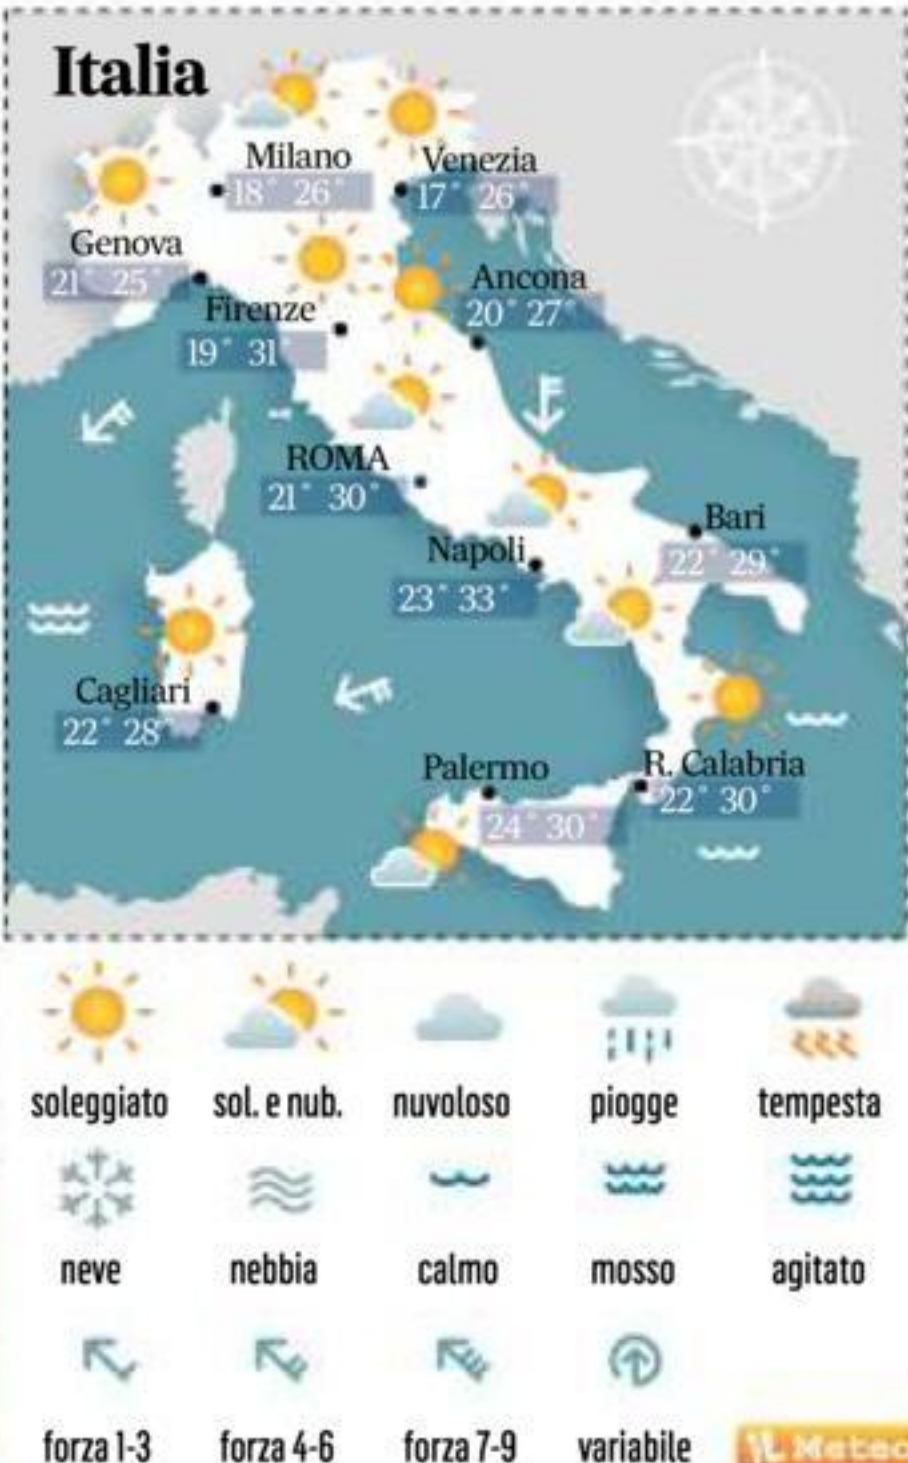 Italia
Milano
18° 26°
Venezia
17° 26°
Genova
21° 25°
Ancona
20° 27°
Firenze
19° 31°
ROMA
21° 30°
Bari
22° 29°
Napoli
23° 33°
Cagliari
22° 28°
Palermo
24° 30°
R. Calabria
22° 30°
soleggiato sol. e nub. nuvoloso piogge tempesta
neve nebbia calmo mosso agitato
forza 1-3 forza 4-6 forza 7-9 variabile
Meteo